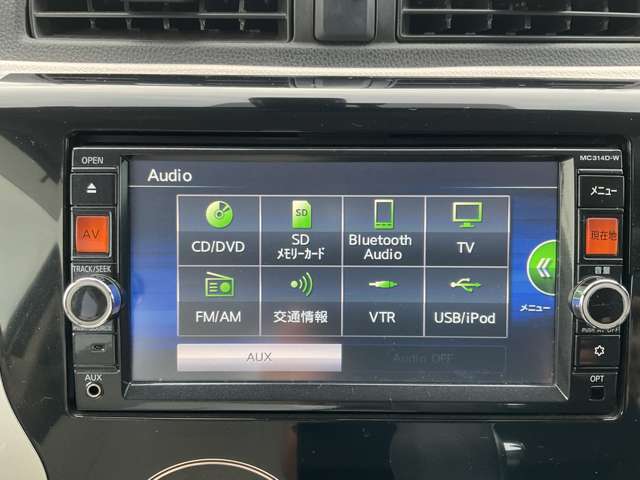 OPEN
MC314D-W
Audio
メニュー
AV
現在地
CD/DVD
SD
メモリーカード
Bluetooth
Audio
TV
TRACK/SEEK
音量
メニュー
FM/AM
交通情報
VTR
USB/iPod
AUX
Audio OFF
AUX
OPT
SD